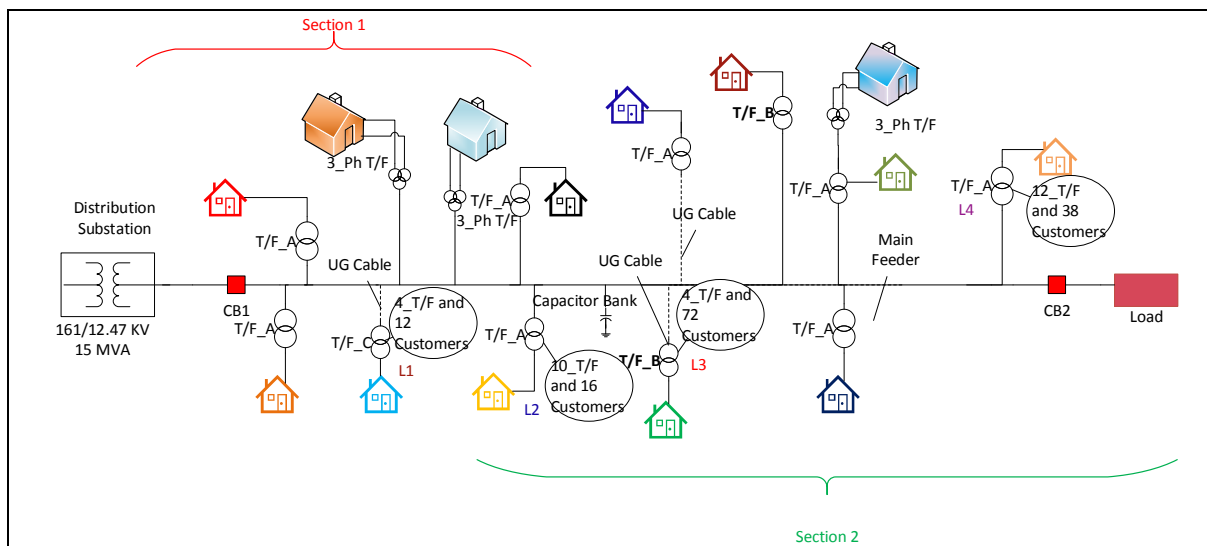 Section 1
3_Ph T/F
T/F_A
3_Ph T/F
T/F_A
T/F_B
3_Ph T/F
T/F_A
T/F_A
12_T/F
and 38
Customers
L4
Distribution
Substation
T/F_A
UG Cable
UG Cable
UG Cable
Main
Feeder
161/12.47 KV
15 MVA
CB1
T/F_A
T/F_C
4_T/F and
12
Customers
L1
Capacitor Bank
T/F_A
10_T/F
and 16
Customers
L2
4_T/F and
72
Customers
T/F_B
L3
T/F_A
CB2
Load
Section 2